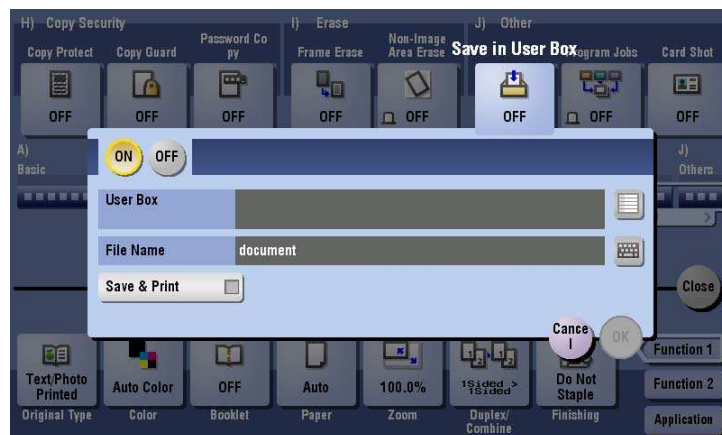 H) Copy Security
I) Erase
J) Other
Copy Protect
Copy Guard
Password Co
py
Frame Erase
Non-Image
Area Erase
Save in User Box
ogram Jobs
Card Shot
OFF
OFF
OFF
OFF
OFF
OFF
OFF
OFF
A)
Basic
J)
Others
ON
OFF
User Box
File Name
document
Save & Print
Close
Cance
l
OK
Text/Photo
Printed
Auto Color
OFF
Auto
100.0%
1Sided >
1Sided
Do Not
Staple
Function 1
Function 2
Original Type
Color
Booklet
Paper
Zoom
Duplex/
Combine
Finishing
Application